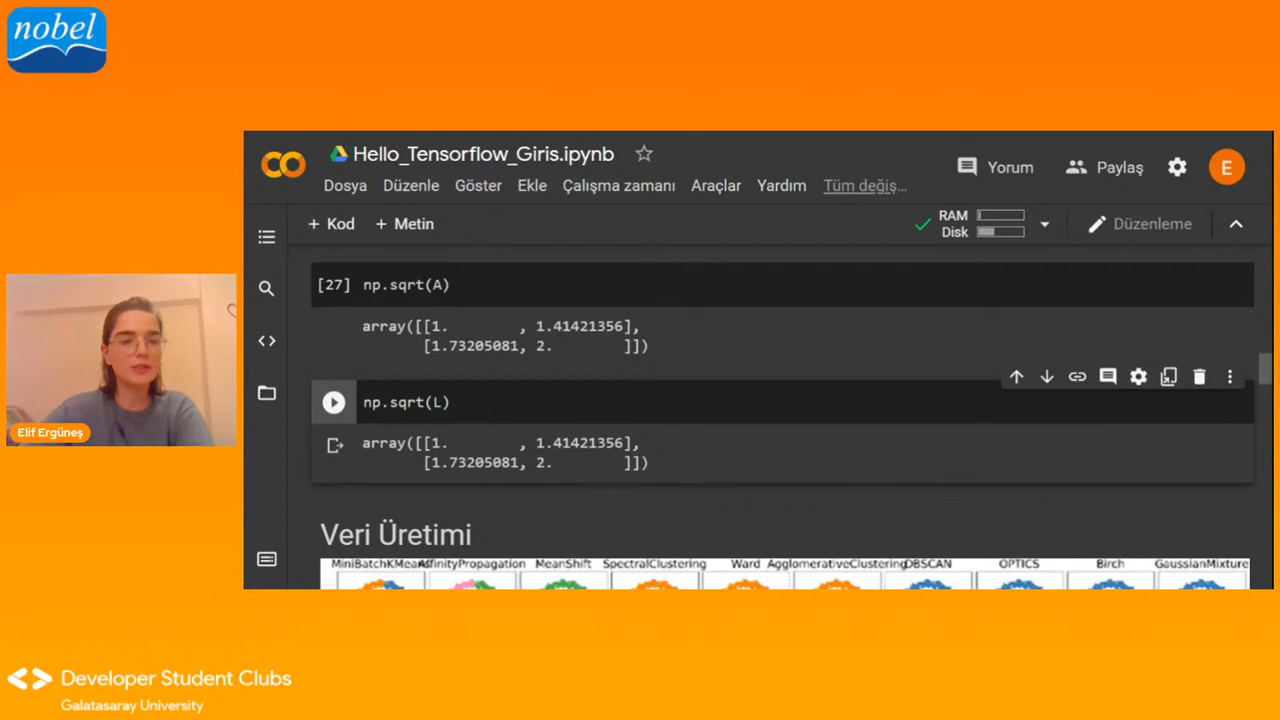 nobel
CO
Hello_Tensorflow_Giris.ipynb
Yorum
Paylaş
E
Dosya Düzenle Göster Ekle Çalışma zamanı Araçlar Yardım Tüm değiş...
+ Kod + Metin
RAM
Disk
Düzenleme
[27] np.sqrt(A)
array([[1. , 1.41421356],
[1.73205081, 2. ]])
np.sqrt(L)
array([[1. , 1.41421356],
[1.73205081, 2. ]])
Veri Üretimi
MiniBatchKMeans AffinityPropagation MeanShift SpectralClustering Ward AgglomerativeClustering DBSCAN OPTICS Birch GaussianMixture
Elif Ergüneş
Developer Student Clubs
Galatasaray University